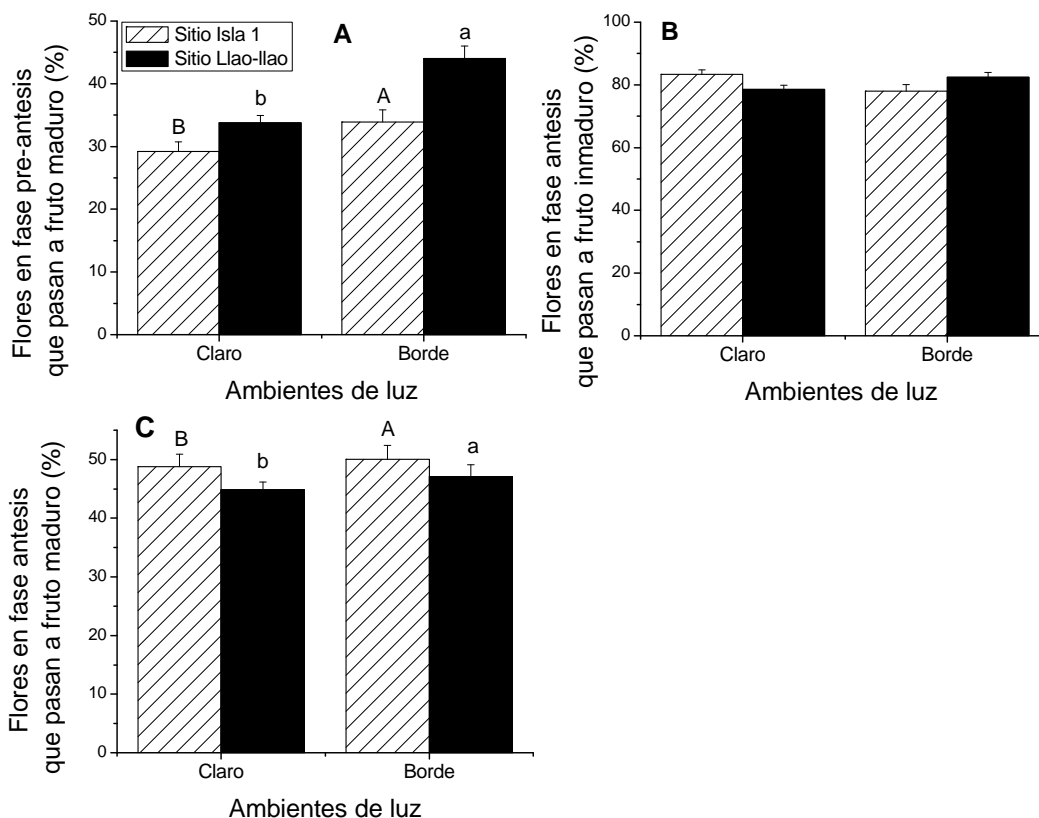 Flores en fase pre-antesis
que pasan a fruto maduro (%)
50
40
30
20
10
0
Sitio Isla 1
Sitio Llao-llao
A
B
b
A
a
Claro
Borde
Ambientes de luz
Flores en fase antesis
que pasan a fruto inmaduro (%)
100
80
60
40
20
0
B
Claro
Borde
Ambientes de luz
Flores en fase antesis
que pasan a fruto maduro (%)
50
40
30
20
10
0
C
B
b
A
a
Claro
Borde
Ambientes de luz